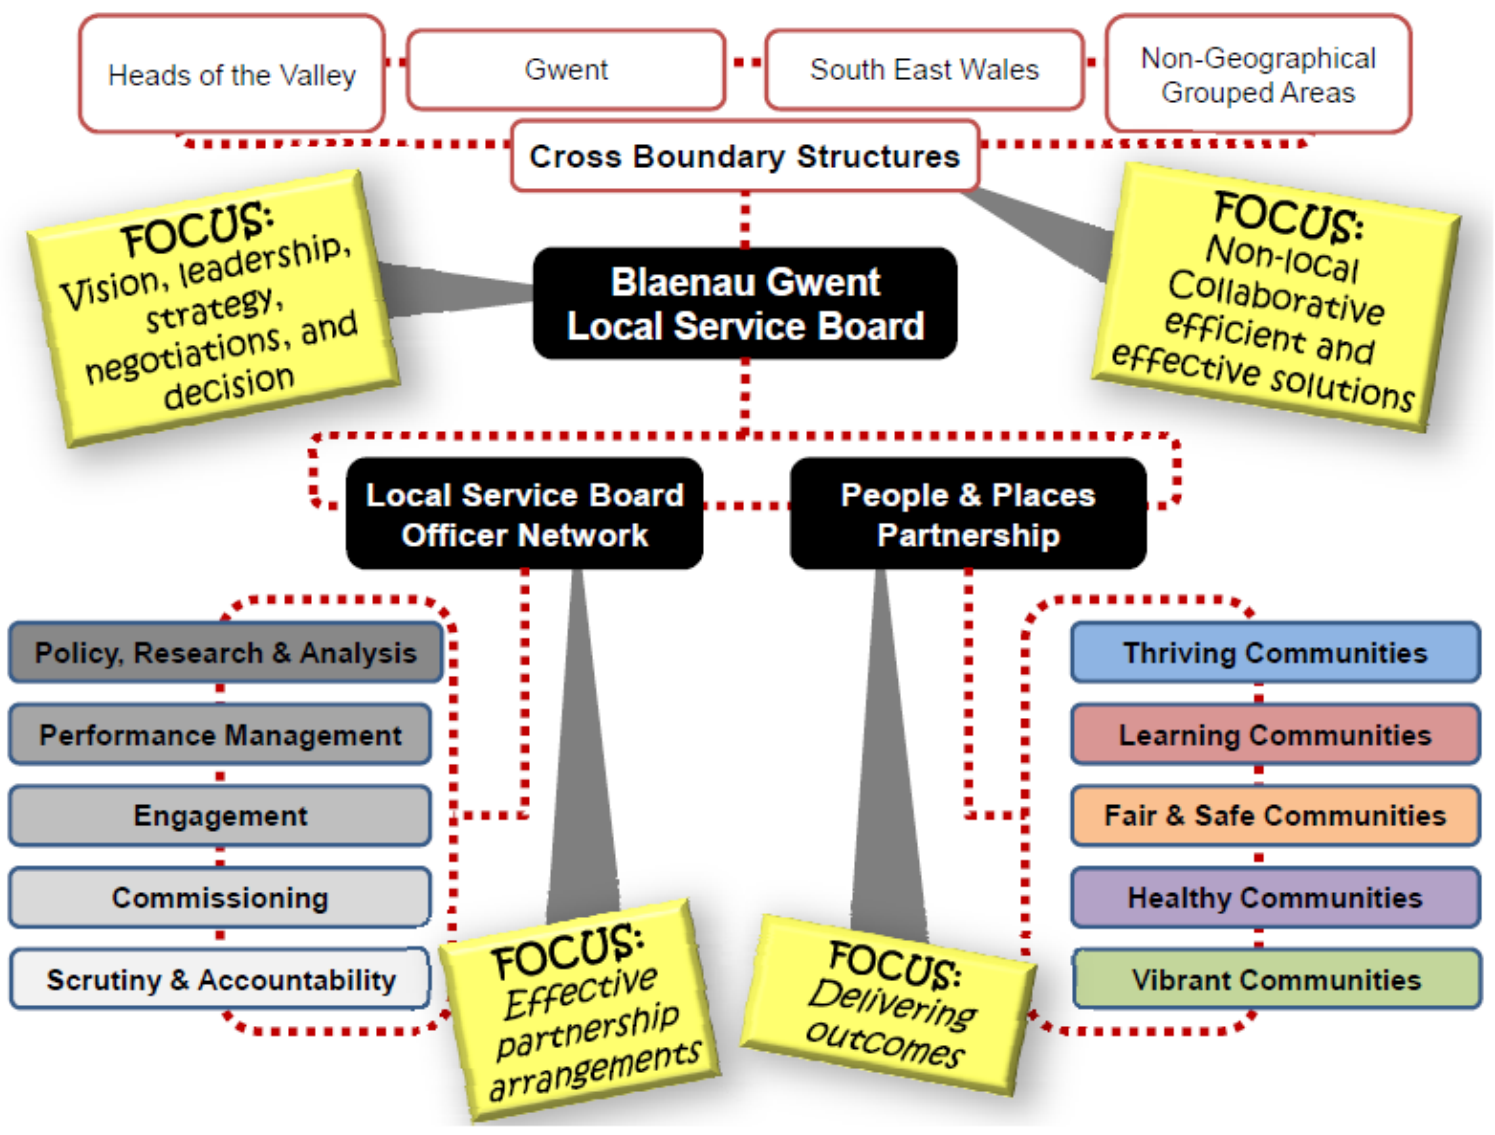 Heads of the Valley
Gwent
South East Wales
Non-Geographical
Grouped Areas
Cross Boundary Structures
FOCUS:
Vision, leadership,
strategy,
negotiations, and
decision
Blaenau Gwent
Local Service Board
FOCUS:
Non-local
Collaborative
efficient and
effective solutions
Local Service Board
Officer Network
People & Places
Partnership
Policy, Research & Analysis
Performance Management
Engagement
Commissioning
Scrutiny & Accountability
Thriving Communities
Learning Communities
Fair & Safe Communities
Healthy Communities
Vibrant Communities
FOCUS:
Effective
partnership
arrangements
FOCUS:
Delivering
outcomes